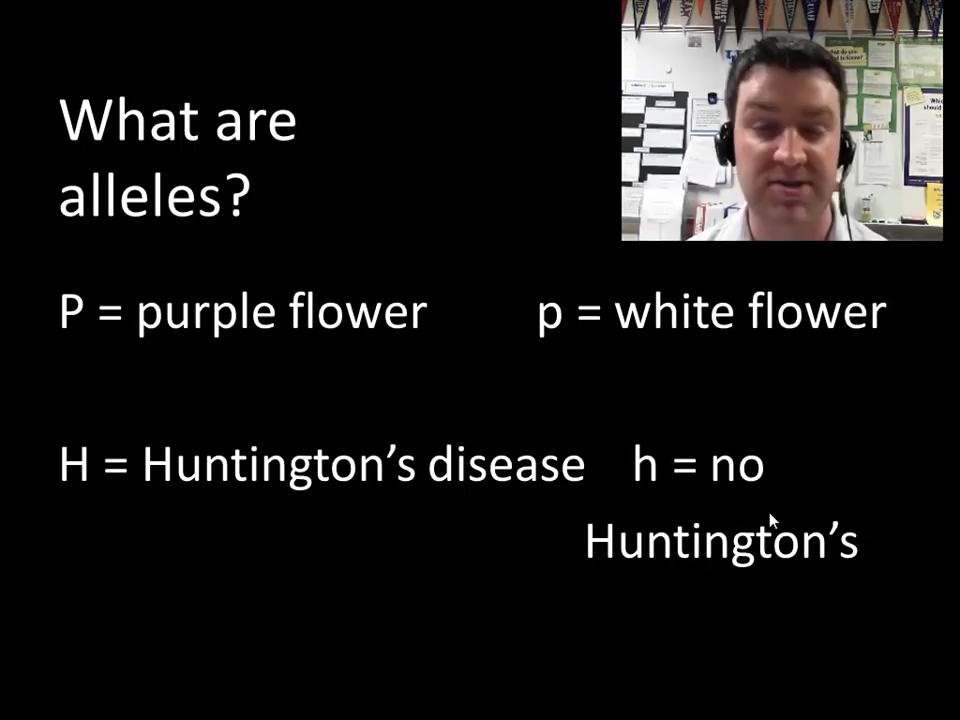 What are
alleles?
P = purple flower p = white flower
H = Huntington’s disease h = no
Huntington’s